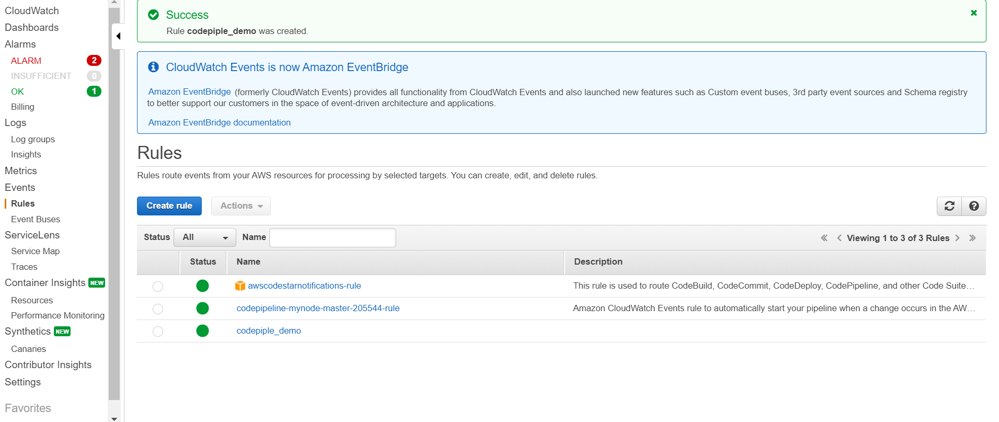 CloudWatch
Dashboards
Alarms
ALARM 2
INSUFFICIENT 0
OK 1
Billing
Logs
Log groups
Insights
Metrics
Events
Rules
Event Buses
ServiceLens
Service Map
Traces
Container Insights NEW
Resources
Performance Monitoring
Synthetics NEW
Canaries
Contributor Insights
Settings
Favorites
Success
Rule codepiple_demo was created.
CloudWatch Events is now Amazon EventBridge
Amazon EventBridge (formerly CloudWatch Events) provides all functionality from CloudWatch Events and also launched new features such as Custom event buses, 3rd party event sources and Schema registry
to better support our customers in the space of event-driven architecture and applications.
Amazon EventBridge documentation
Rules
Rules route events from your AWS resources for processing by selected targets. You can create, edit, and delete rules.
Create rule Actions
Status All Name Viewing 1 to 3 of 3 Rules
Status Name Description
awscodestarnotifications-rule This rule is used to route CodeBuild, CodeCommit, CodeDeploy, CodePipeline, and other Code Suite…
codepipeline-mynode-master-205544-rule Amazon CloudWatch Events rule to automatically start your pipeline when a change occurs in the AW…
codepiple_demo